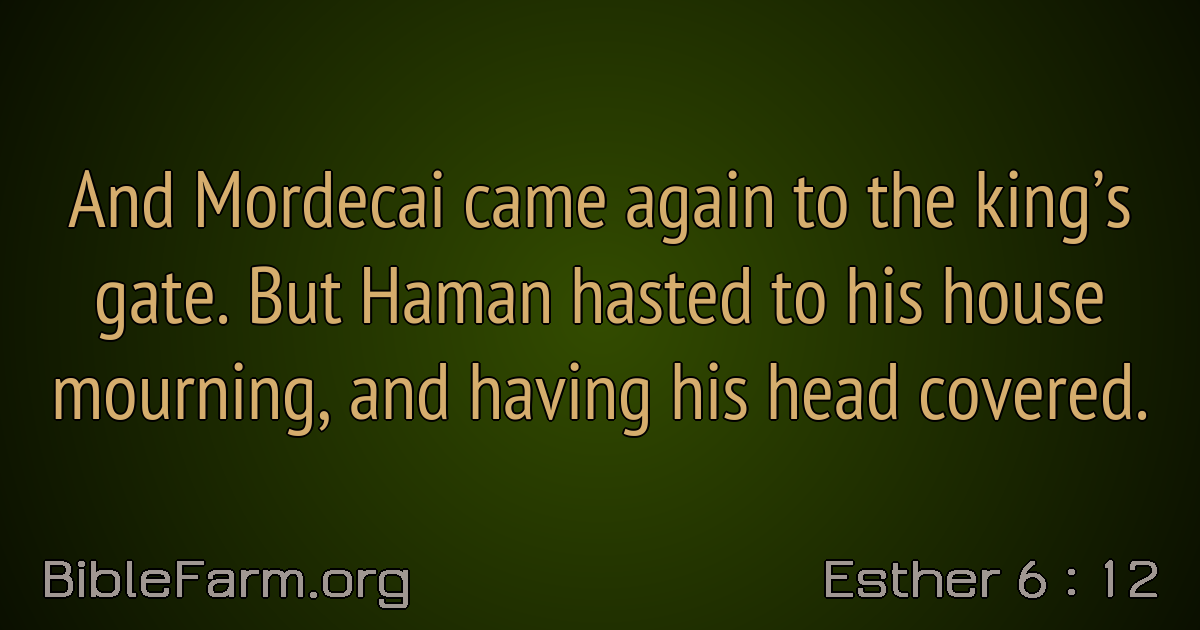 And Mordecai came again to the king’s
gate. But Haman hasted to his house
mourning, and having his head covered.
BibleFarm.org
Esther 6 : 12